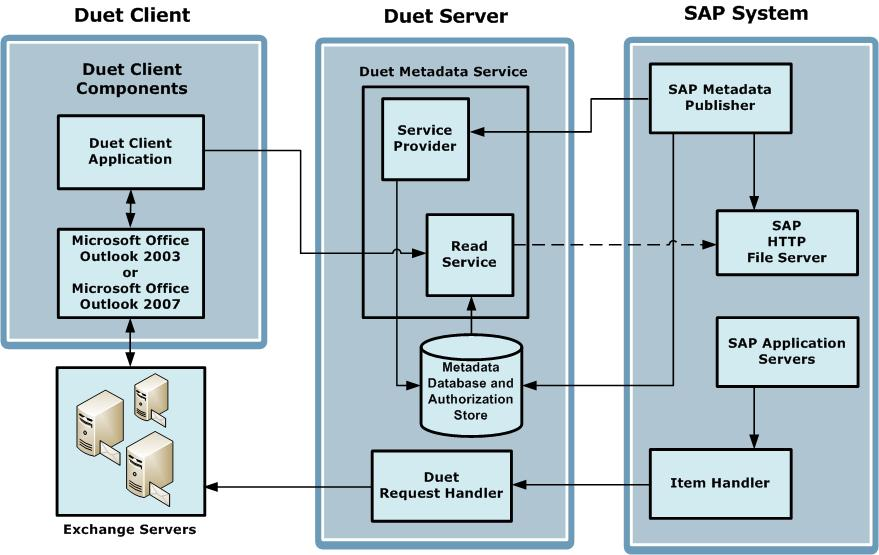 Duet Client
Duet Server
SAP System
Duet Client
Components
Duet Client
Application
Microsoft Office
Outlook 2003
or
Microsoft Office
Outlook 2007
Exchange Servers
Duet Metadata Service
Service
Provider
Read
Service
Metadata
Database and
Authorization
Store
Duet
Request Handler
SAP Metadata
Publisher
SAP
HTTP
File Server
SAP Application
Servers
Item Handler